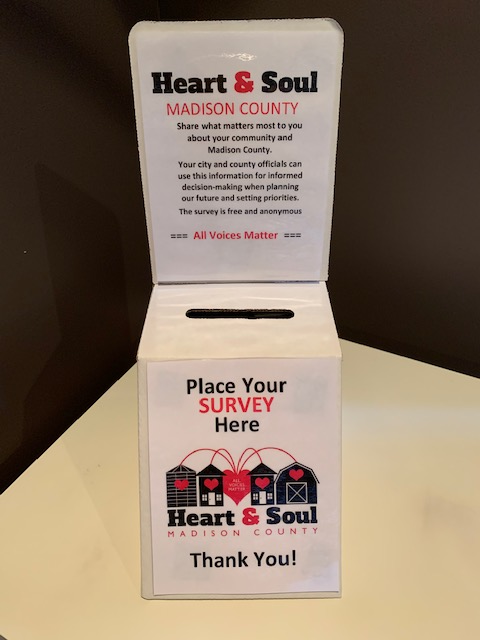 Heart & Soul
MADISON COUNTY
Share what matters most to you
about your community and
Madison County.
Your city and county officials can
use this information for informed
decision-making when planning
our future and setting priorities.
The survey is free and anonymous
=== All Voices Matter ===
Place Your
SURVEY
Here
ALL
VOICES
MATTER
Heart & Soul
MADISON COUNTY
Thank You!